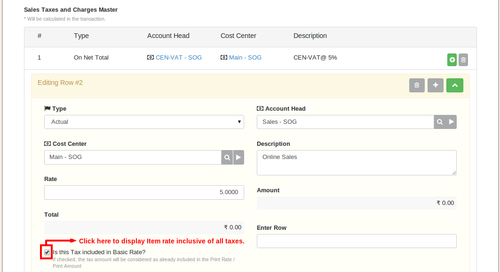 Sales Taxes and Charges Master
* Will be calculated in the transaction.
# Type Account Head Cost Center Description
1 On Net Total CEN-VAT - SOG Main - SOG CEN-VAT@ 5%
Editing Row #2
Type Account Head
Actual Sales - SOG
Cost Center Description
Main - SOG Online Sales
Rate
5.0000 Amount
₹ 0.00
Total
₹ 0.00 Enter Row
Click here to display Item rate inclusive of all taxes.
Is this Tax included in Basic Rate?
If checked, the tax amount will be considered as already included in the Print Rate /
Print Amount